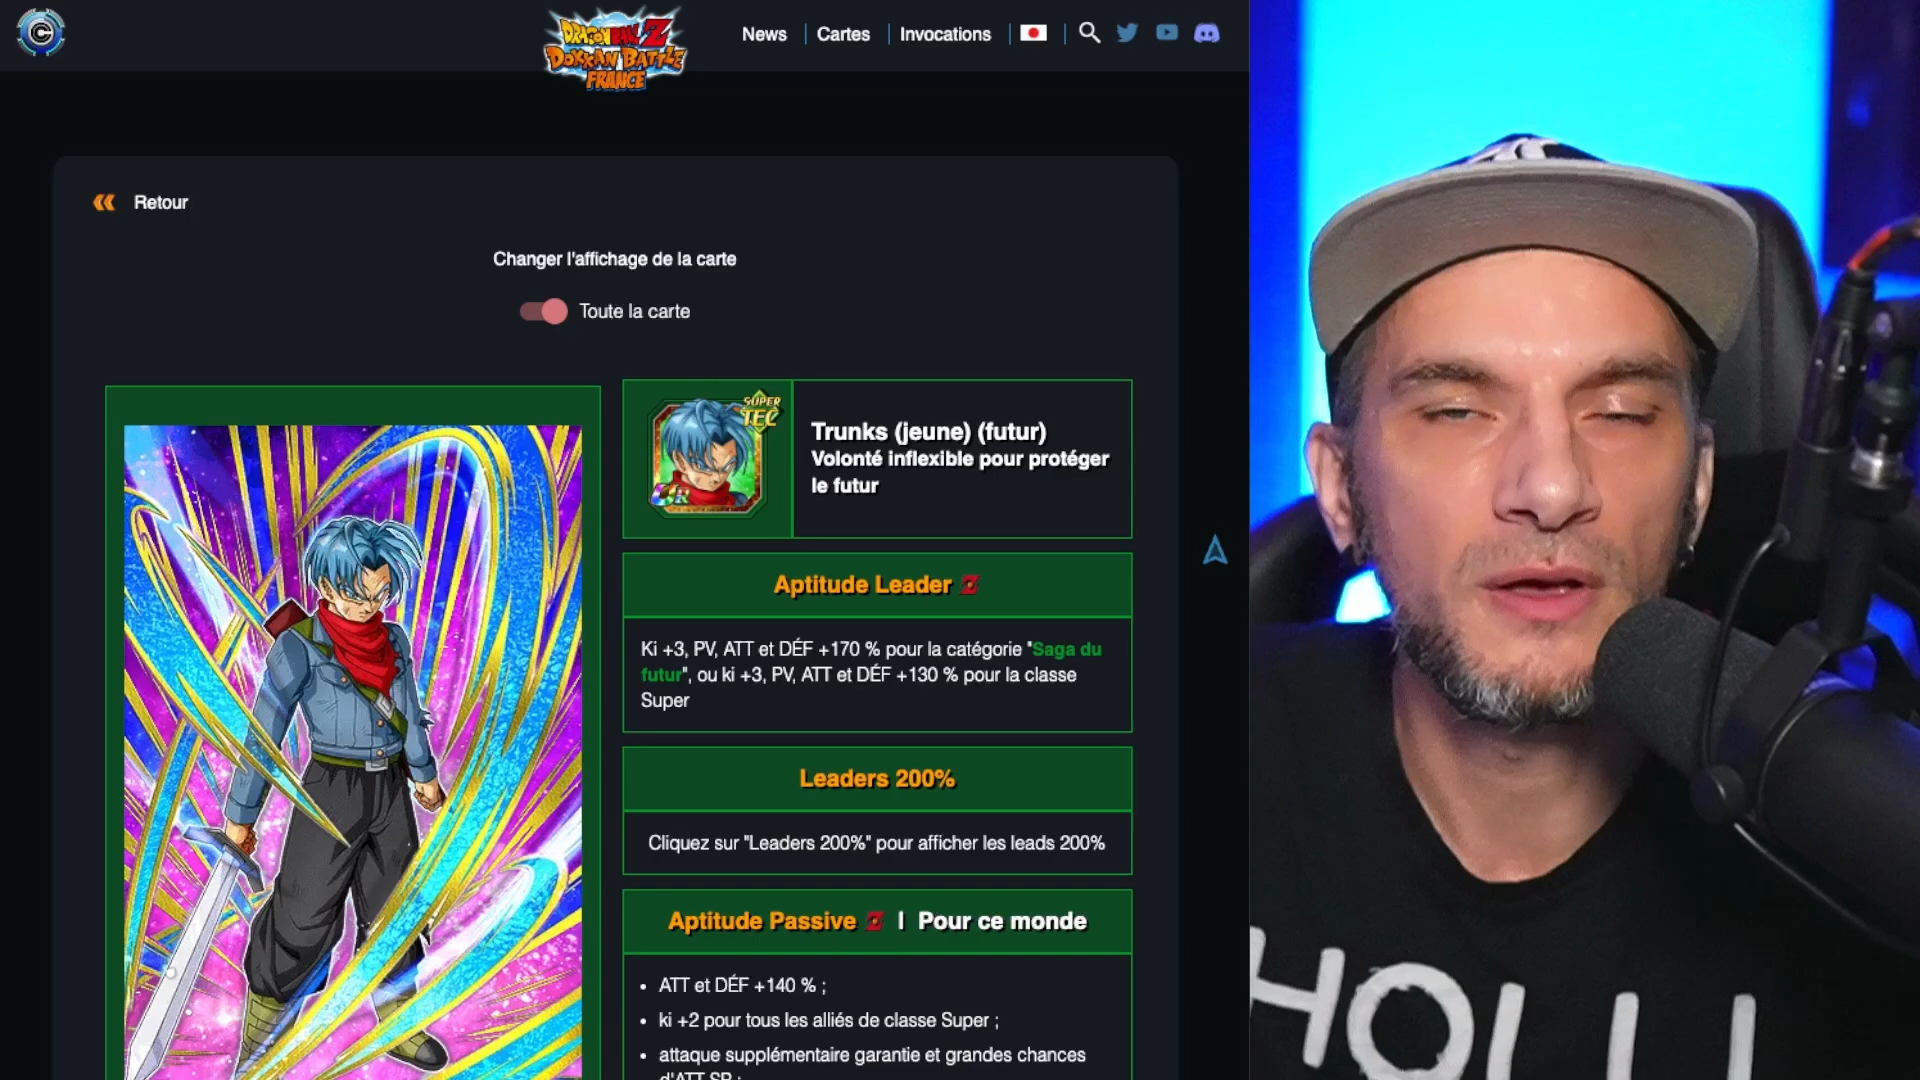 DRAGON BALL Z
DOKKAN BATTLE
FRANCE
News
Cartes
Invocations
Retour
Changer l'affichage de la carte
Toute la carte
SUPER
TEC
Trunks (jeune) (futur)
Volonté inflexible pour protéger
le futur
Aptitude Leader Z
Ki +3, PV, ATT et DÉF +170 % pour la catégorie "Saga du
futur", ou ki +3, PV, ATT et DÉF +130 % pour la classe
Super
Leaders 200%
Cliquez sur "Leaders 200%" pour afficher les leads 200%
Aptitude Passive Z | Pour ce monde
• ATT et DÉF +140 % ;
• ki +2 pour tous les alliés de classe Super ;
• attaque supplémentaire garantie et grandes chances
d'ATT SP ;